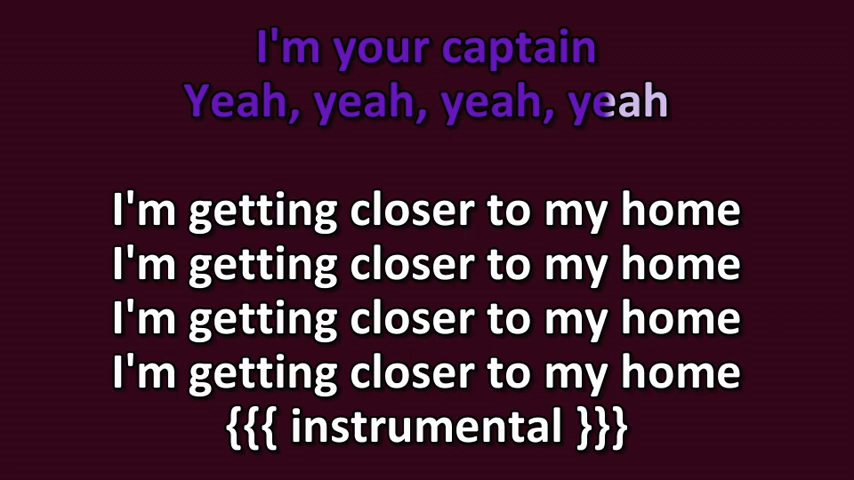 I'm your captain
Yeah, yeah, yeah, yeah
I'm getting closer to my home
I'm getting closer to my home
I'm getting closer to my home
I'm getting closer to my home
{{{ instrumental }}}